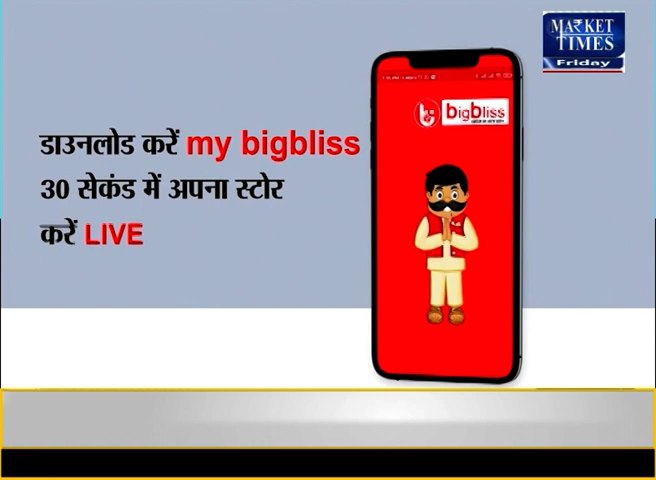 MARKET
TIMES
Friday
bigbliss
डाउनलोड करें my bigbliss
30 सेकंड में अपना स्टोर
करें LIVE